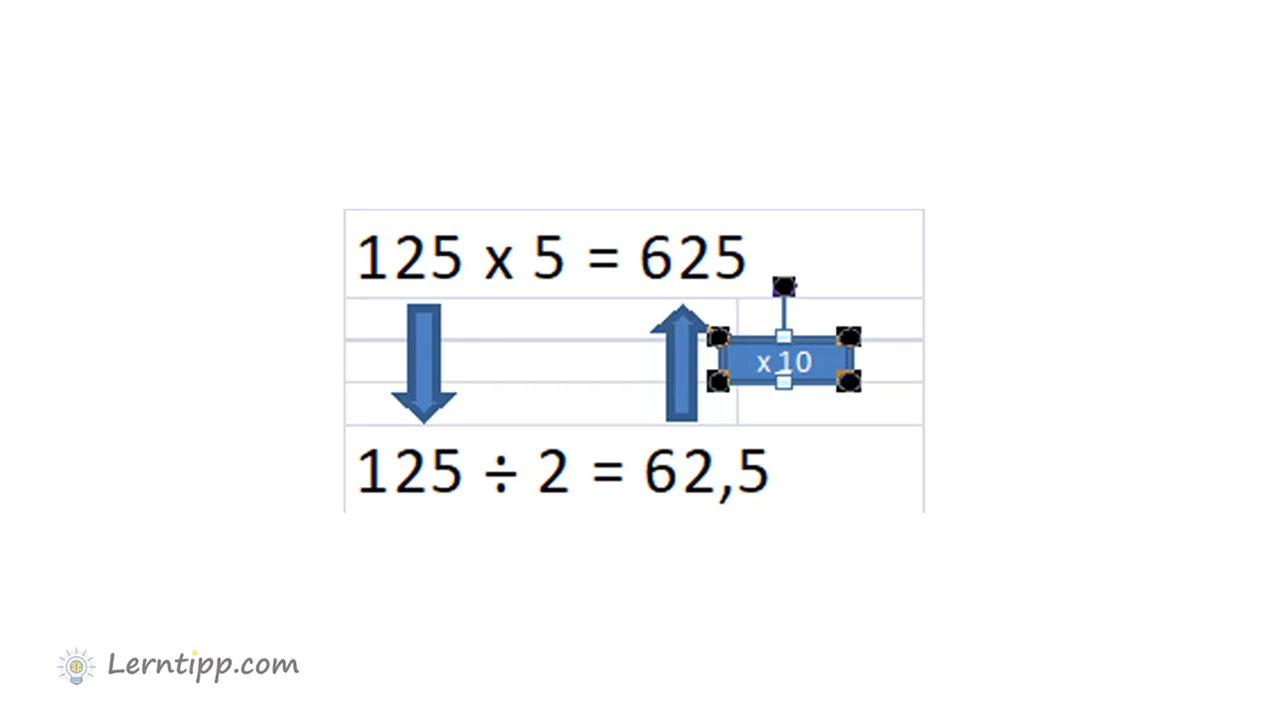 125 x 5 = 625
x 10
125 ÷ 2 = 62,5
Lerntipp.com